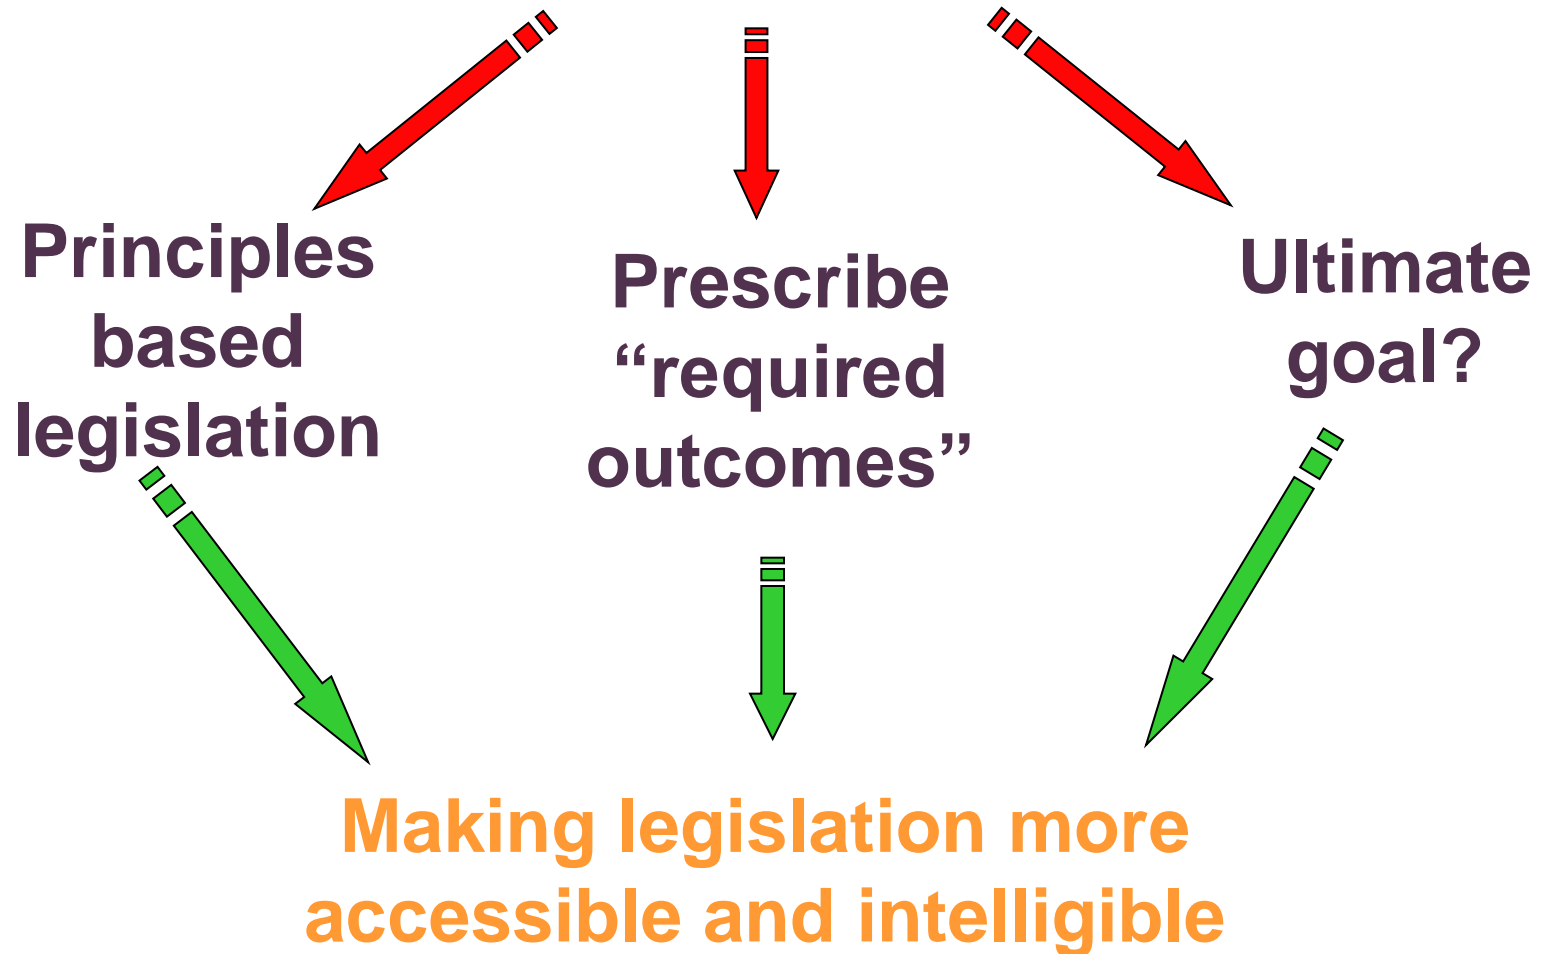 Principles
based
legislation
Prescribe
“required
outcomes”
Ultimate
goal?
Making legislation more
accessible and intelligible